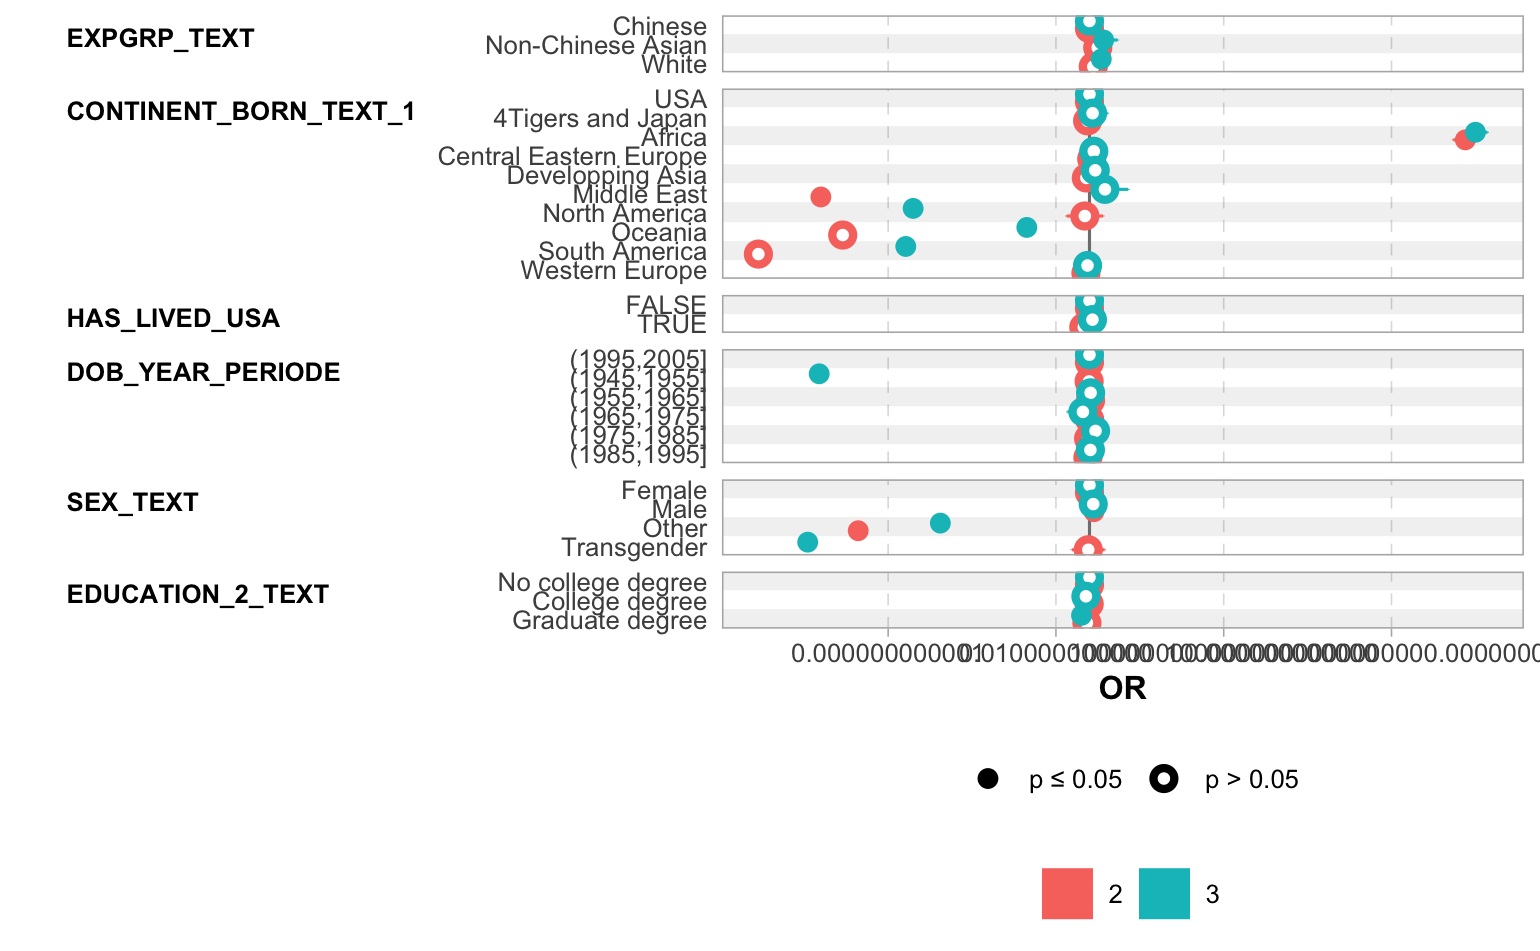 EXPGRP_TEXT
Chinese
Non-Chinese Asian
White
CONTINENT_BORN_TEXT_1
USA
4Tigers and Japan
Africa
Central Eastern Europe
Developping Asia
Middle East
North America
Oceania
South America
Western Europe
HAS_LIVED_USA
FALSE
TRUE
DOB_YEAR_PERIODE
(1995,2005]
(1945,1955]
(1955,1965]
(1965,1975]
(1975,1985]
(1985,1995]
SEX_TEXT
Female
Male
Other
Transgender
EDUCATION_2_TEXT
No college degree
College degree
Graduate degree
OR
p ≤ 0.05 p > 0.05
2 3